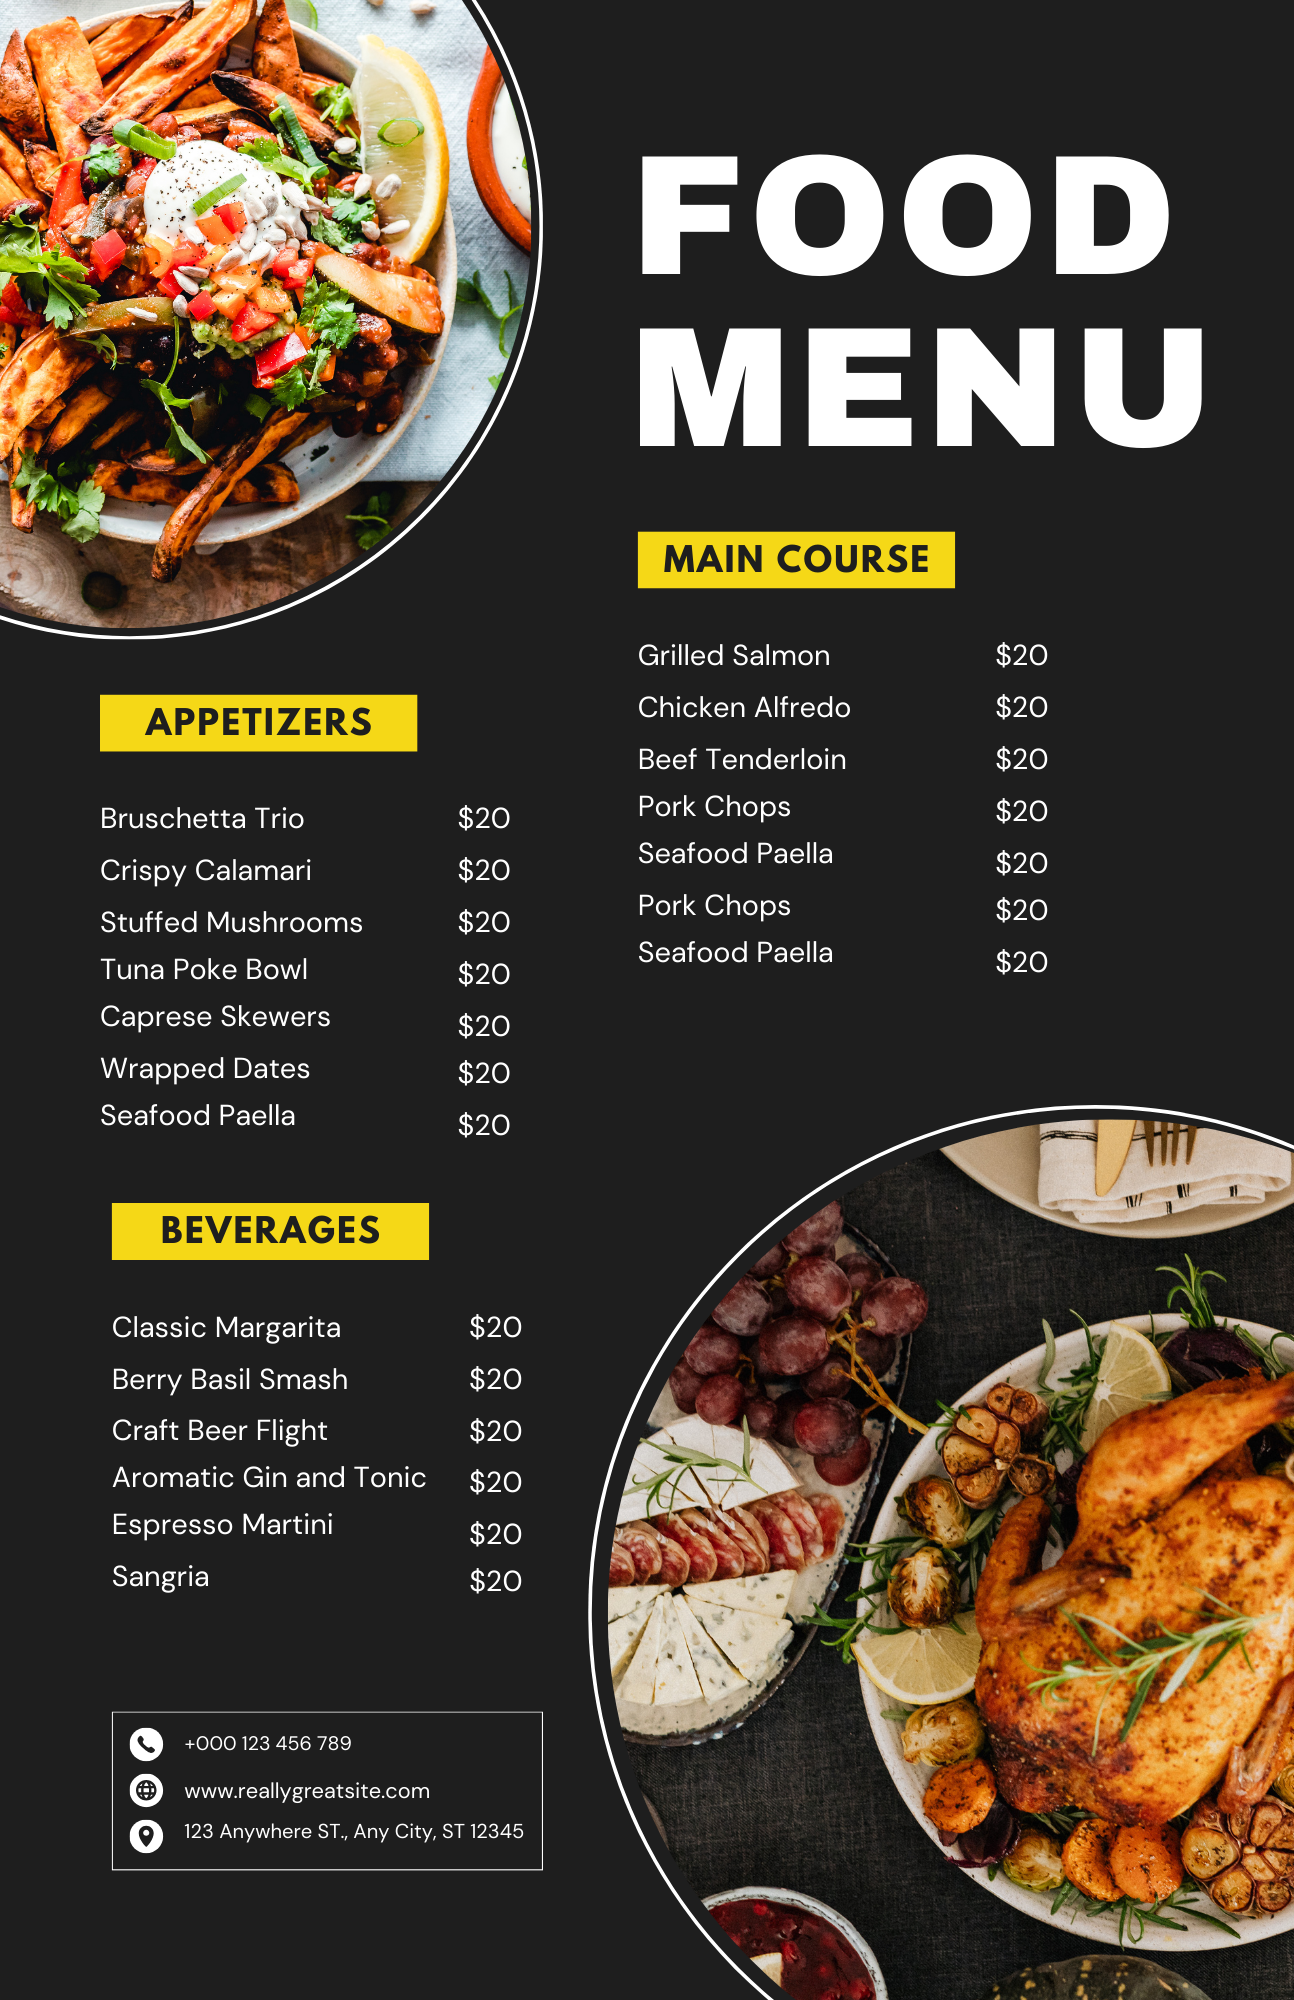 FOOD
MENU
MAIN COURSE
Grilled Salmon $20
Chicken Alfredo $20
Beef Tenderloin $20
Pork Chops $20
Seafood Paella $20
Pork Chops $20
Seafood Paella $20
APPETIZERS
Bruschetta Trio $20
Crispy Calamari $20
Stuffed Mushrooms $20
Tuna Poke Bowl $20
Caprese Skewers $20
Wrapped Dates $20
Seafood Paella $20
BEVERAGES
Classic Margarita $20
Berry Basil Smash $20
Craft Beer Flight $20
Aromatic Gin and Tonic $20
Espresso Martini $20
Sangria $20
+000 123 456 789
www.reallygreatsite.com
123 Anywhere ST., Any City, ST 12345